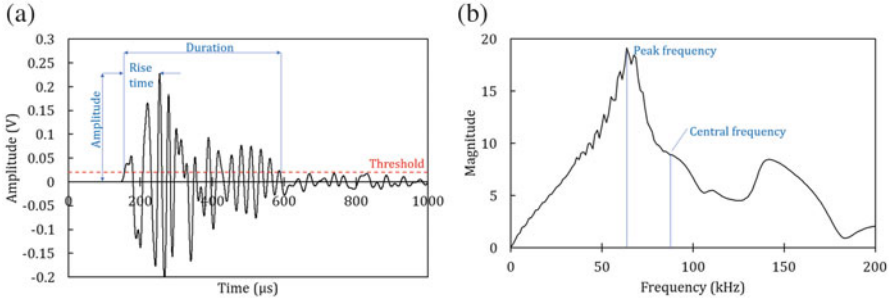 (a)
0.3
0.25
0.2
0.15
0.1
0.05
0
-0.05
-0.1
-0.15
-0.2
Amplitude (V)
Duration
Rise
time
Amplitude
Threshold
0 200 400 600 800 1000
Time (μs)
(b)
20
15
10
5
0
Magnitude
Peak frequency
Central frequency
0 50 100 150 200
Frequency (kHz)